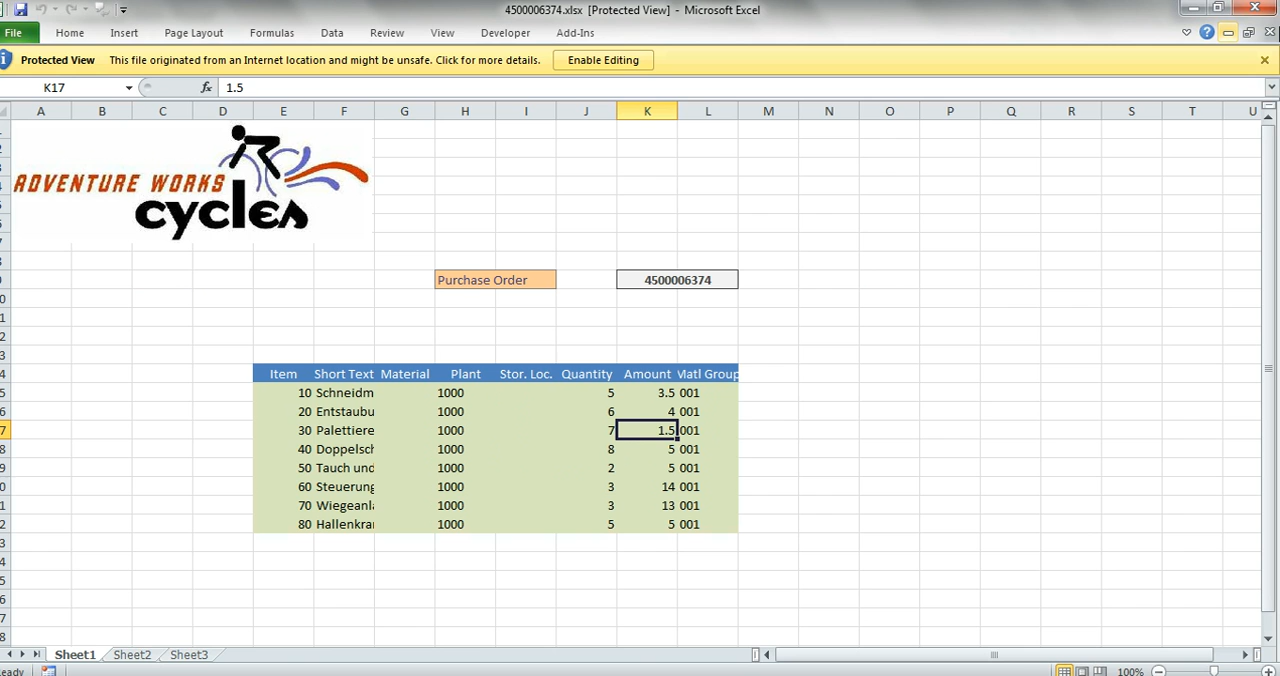 4500006374.xlsx [Protected View] - Microsoft Excel
File Home Insert Page Layout Formulas Data Review View Developer Add-Ins
Protected View This file originated from an Internet location and might be unsafe. Click for more details. Enable Editing
K17 fx 1.5
A B C D E F G H I J K L M N O P Q R S T U
ADVENTURE WORKS
cycles
Purchase Order 4500006374
Item Short Text Material Plant Stor. Loc. Quantity Amount Matl Group
10 Schneidm 1000 5 3.5 001
20 Entstaubu 1000 6 4 001
30 Palettiere 1000 7 1.5 001
40 Doppelsch 1000 8 5 001
50 Tauch und 1000 2 5 001
60 Steuerung 1000 3 14 001
70 Wiegeanla 1000 3 13 001
80 Hallenkra 1000 5 5 001
Sheet1 Sheet2 Sheet3
eady 100%